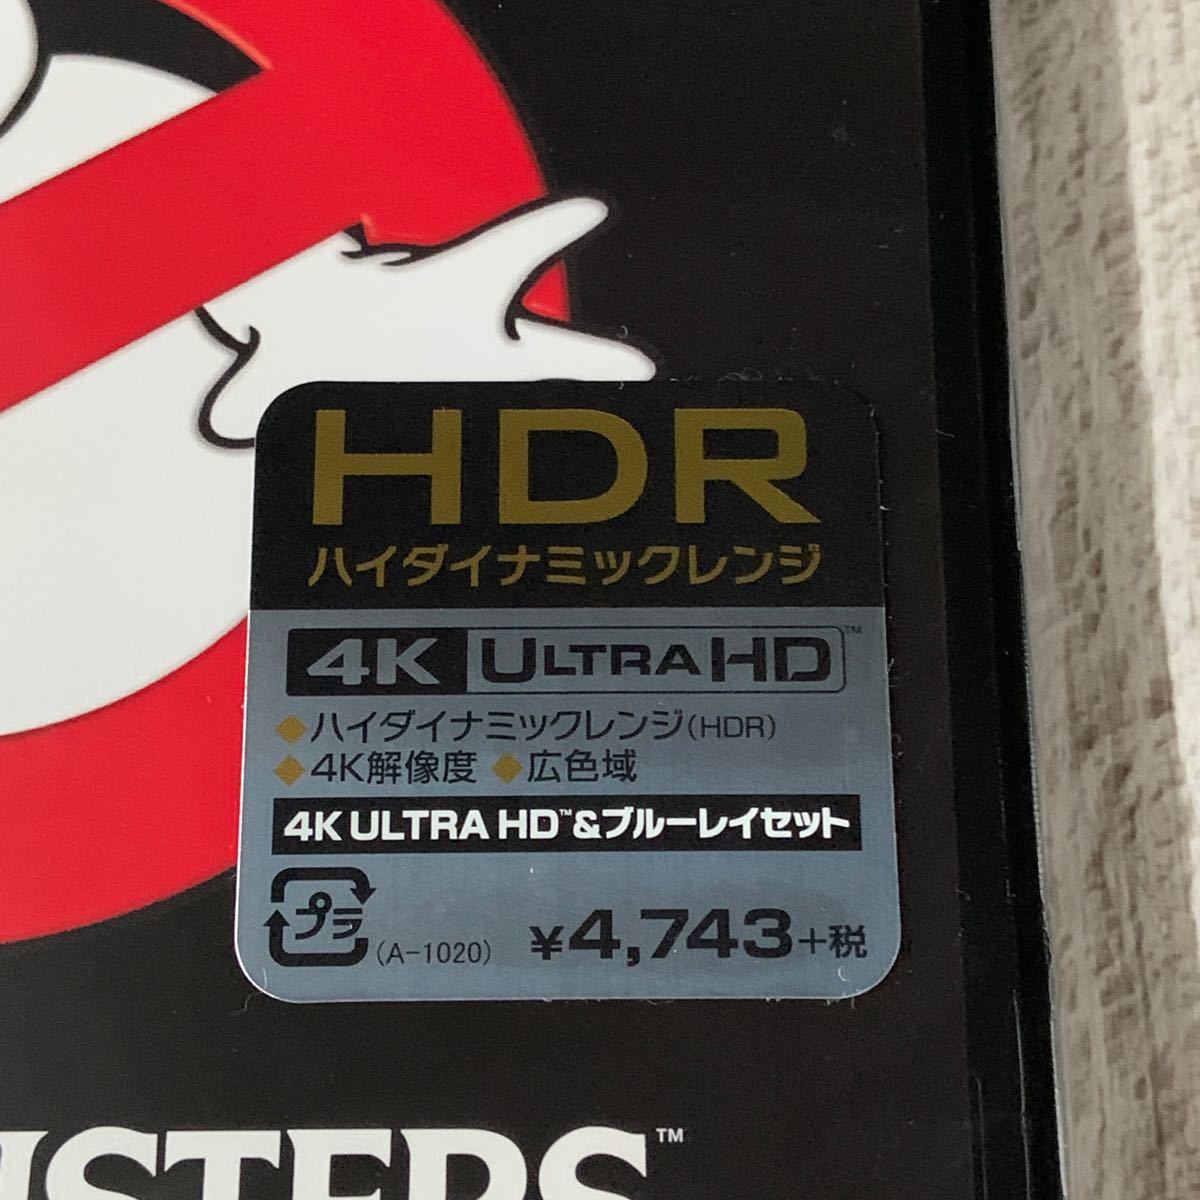 HDR
ハイダイナミックレンジ
4K ULTRA HD™
◆ハイダイナミックレンジ(HDR)
◆4K解像度 ◆広色域
4K ULTRA HD™&ブルーレイセット
プラ (A-1020) ¥4,743+税
USTERS™